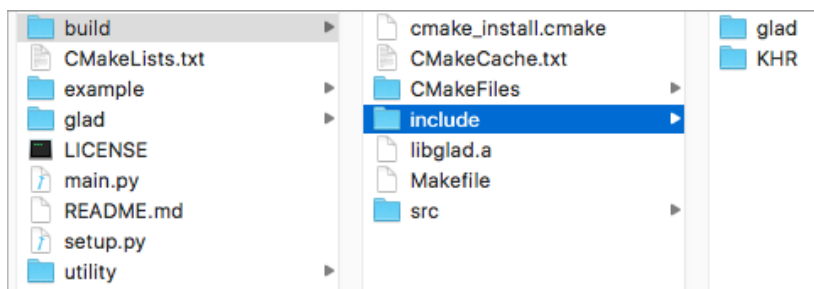 build
CMakeLists.txt
example
glad
LICENSE
main.py
README.md
setup.py
utility
cmake_install.cmake
CMakeCache.txt
CMakeFiles
include
libglad.a
Makefile
src
glad
KHR